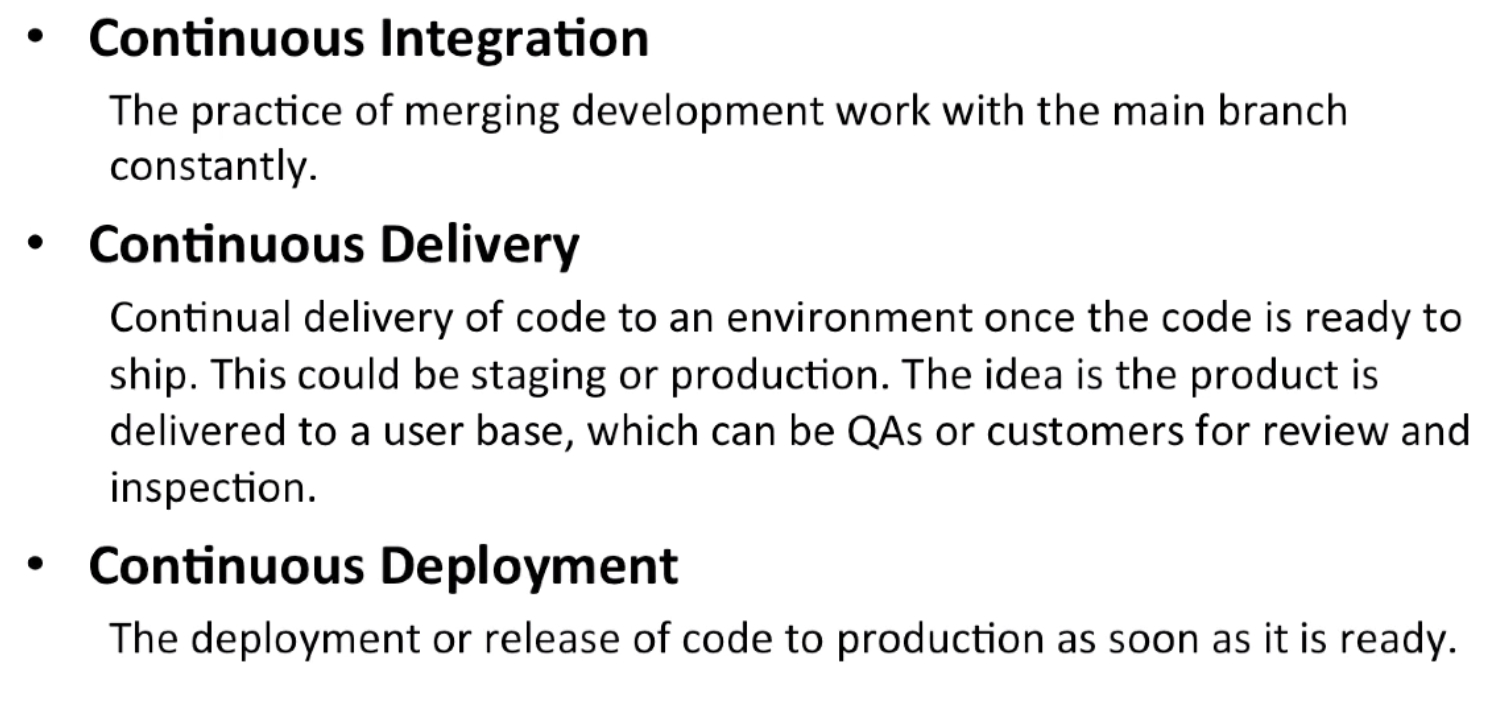 • Continuous Integration
The practice of merging development work with the main branch
constantly.
• Continuous Delivery
Continual delivery of code to an environment once the code is ready to
ship. This could be staging or production. The idea is the product is
delivered to a user base, which can be QAs or customers for review and
inspection.
• Continuous Deployment
The deployment or release of code to production as soon as it is ready.